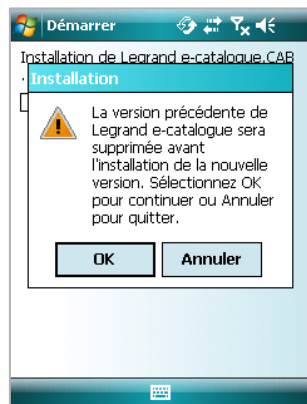 Démarrer
Installation de Legrand e-catalogue.CAB
Installation
La version précédente de
Legrand e-catalogue sera
supprimée avant
l'installation de la nouvelle
version. Sélectionnez OK
pour continuer ou Annuler
pour quitter.
OK
Annuler